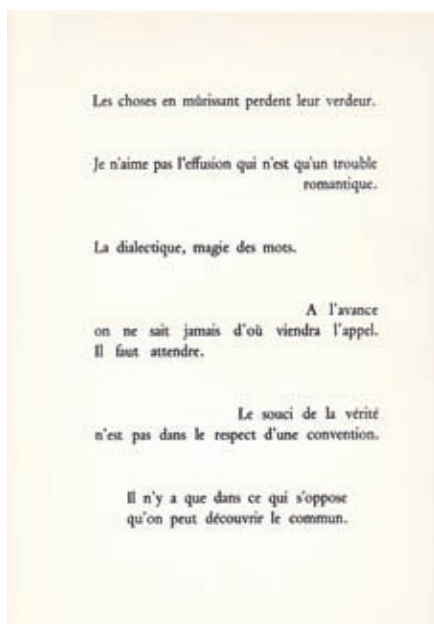 Les choses en mûrissant perdent leur verdeur.
Je n'aime pas l'effusion qui n'est qu'un trouble
romantique.
La dialectique, magie des mots.
A l'avance
on ne sait jamais d'où viendra l'appel.
Il faut attendre.
Le souci de la vérité
n'est pas dans le respect d'une convention.
Il n'y a que dans ce qui s'oppose
qu'on peut découvrir le commun.